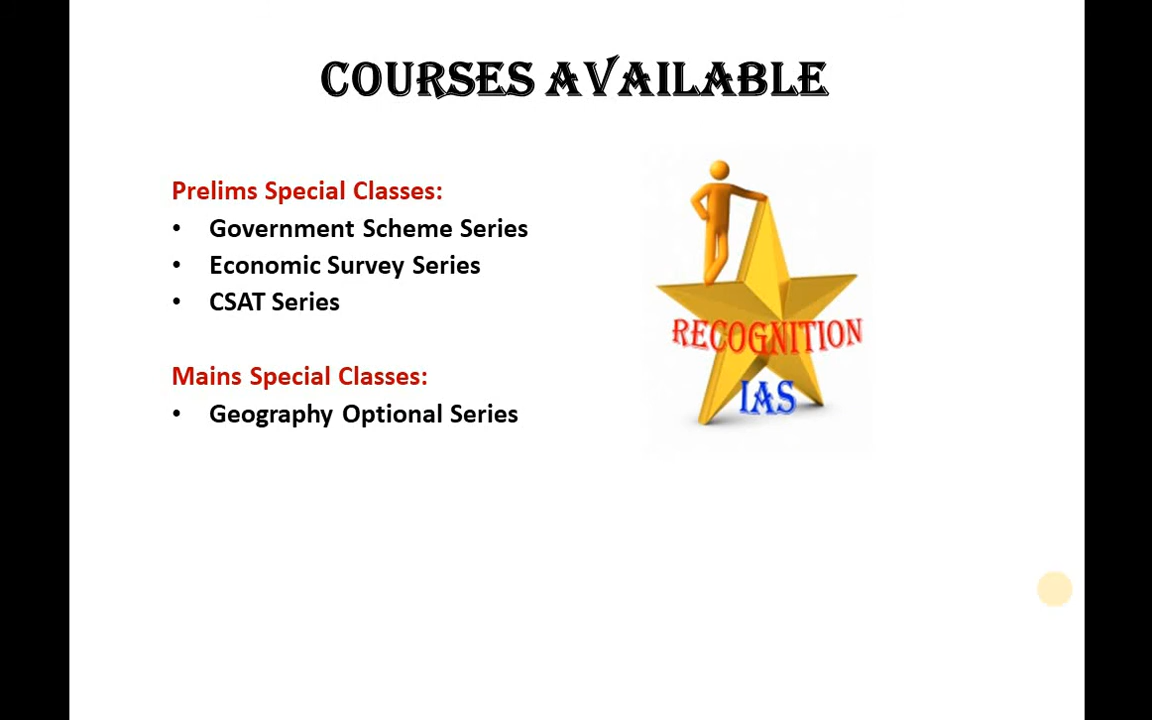 COURSES AVAILABLE
Prelims Special Classes:
• Government Scheme Series
• Economic Survey Series
• CSAT Series
Mains Special Classes:
• Geography Optional Series
RECOGNITION
IAS